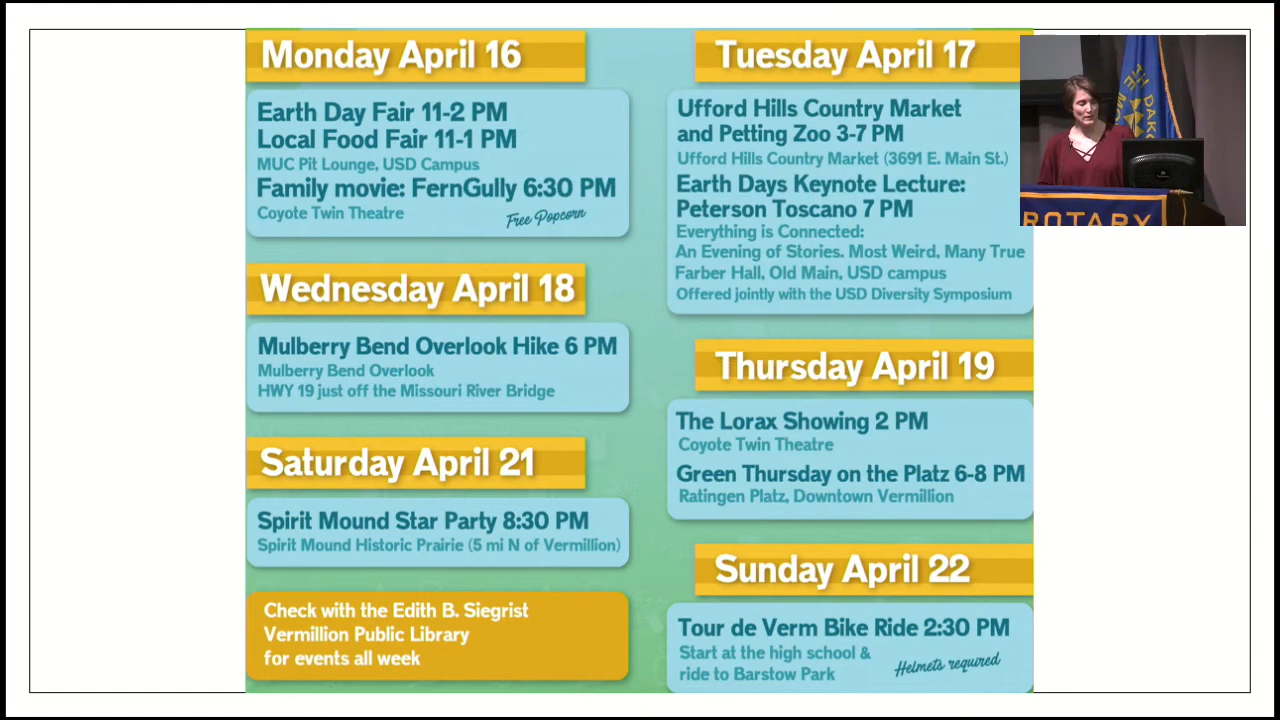 Monday April 16
Earth Day Fair 11-2 PM
Local Food Fair 11-1 PM
MUC Pit Lounge, USD Campus
Family movie: FernGully 6:30 PM
Coyote Twin Theatre
Free Popcorn
Tuesday April 17
Ufford Hills Country Market
and Petting Zoo 3-7 PM
Ufford Hills Country Market (3691 E. Main St.)
Earth Days Keynote Lecture:
Peterson Toscano 7 PM
Everything is Connected:
An Evening of Stories. Most Weird, Many True
Farber Hall, Old Main, USD campus
Offered jointly with the USD Diversity Symposium
Wednesday April 18
Mulberry Bend Overlook Hike 6 PM
Mulberry Bend Overlook
HWY 19 just off the Missouri River Bridge
Thursday April 19
The Lorax Showing 2 PM
Coyote Twin Theatre
Green Thursday on the Platz 6-8 PM
Ratingen Platz, Downtown Vermillion
Saturday April 21
Spirit Mound Star Party 8:30 PM
Spirit Mound Historic Prairie (5 mi N of Vermillion)
Sunday April 22
Tour de Verm Bike Ride 2:30 PM
Start at the high school &
ride to Barstow Park
Helmets required
Check with the Edith B. Siegrist
Vermillion Public Library
for events all week
ROTARY